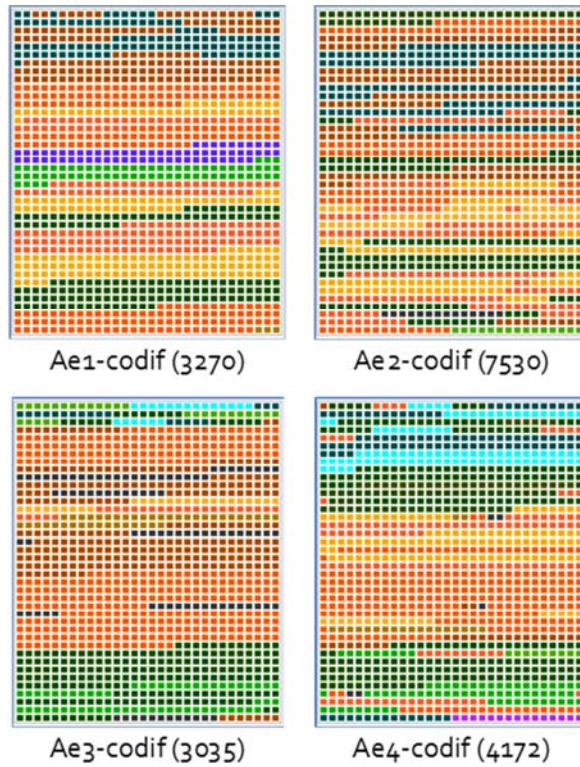 Ae1-codif (3270)
Ae2-codif (7530)
Ae3-codif (3035)
Ae4-codif (4172)